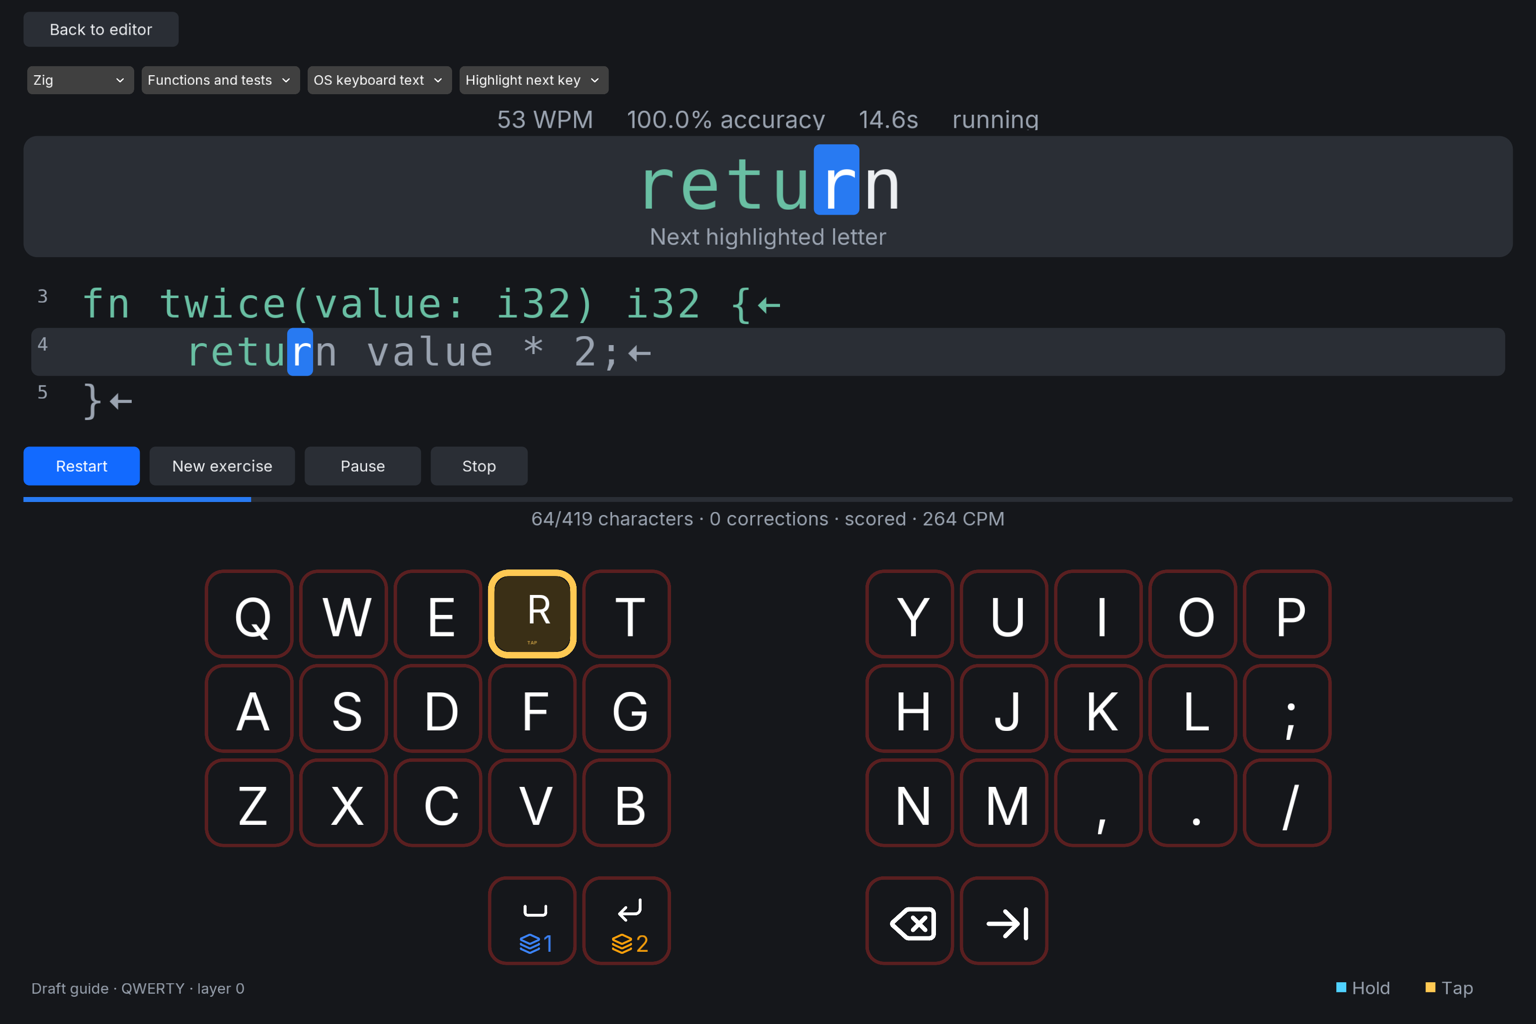 Back to editor
Zig Functions and tests OS keyboard text Highlight next key
53 WPM 100.0% accuracy 14.6s running
return
Next highlighted letter
3 fn twice(value: i32) i32 {←
4 return value * 2;←
5 }←
Restart New exercise Pause Stop
64/419 characters · 0 corrections · scored · 264 CPM
Q W E R T Y U I O P
TAP
A S D F G H J K L ;
Z X C V B N M , . /
1 2
Draft guide · QWERTY · layer 0 Hold Tap